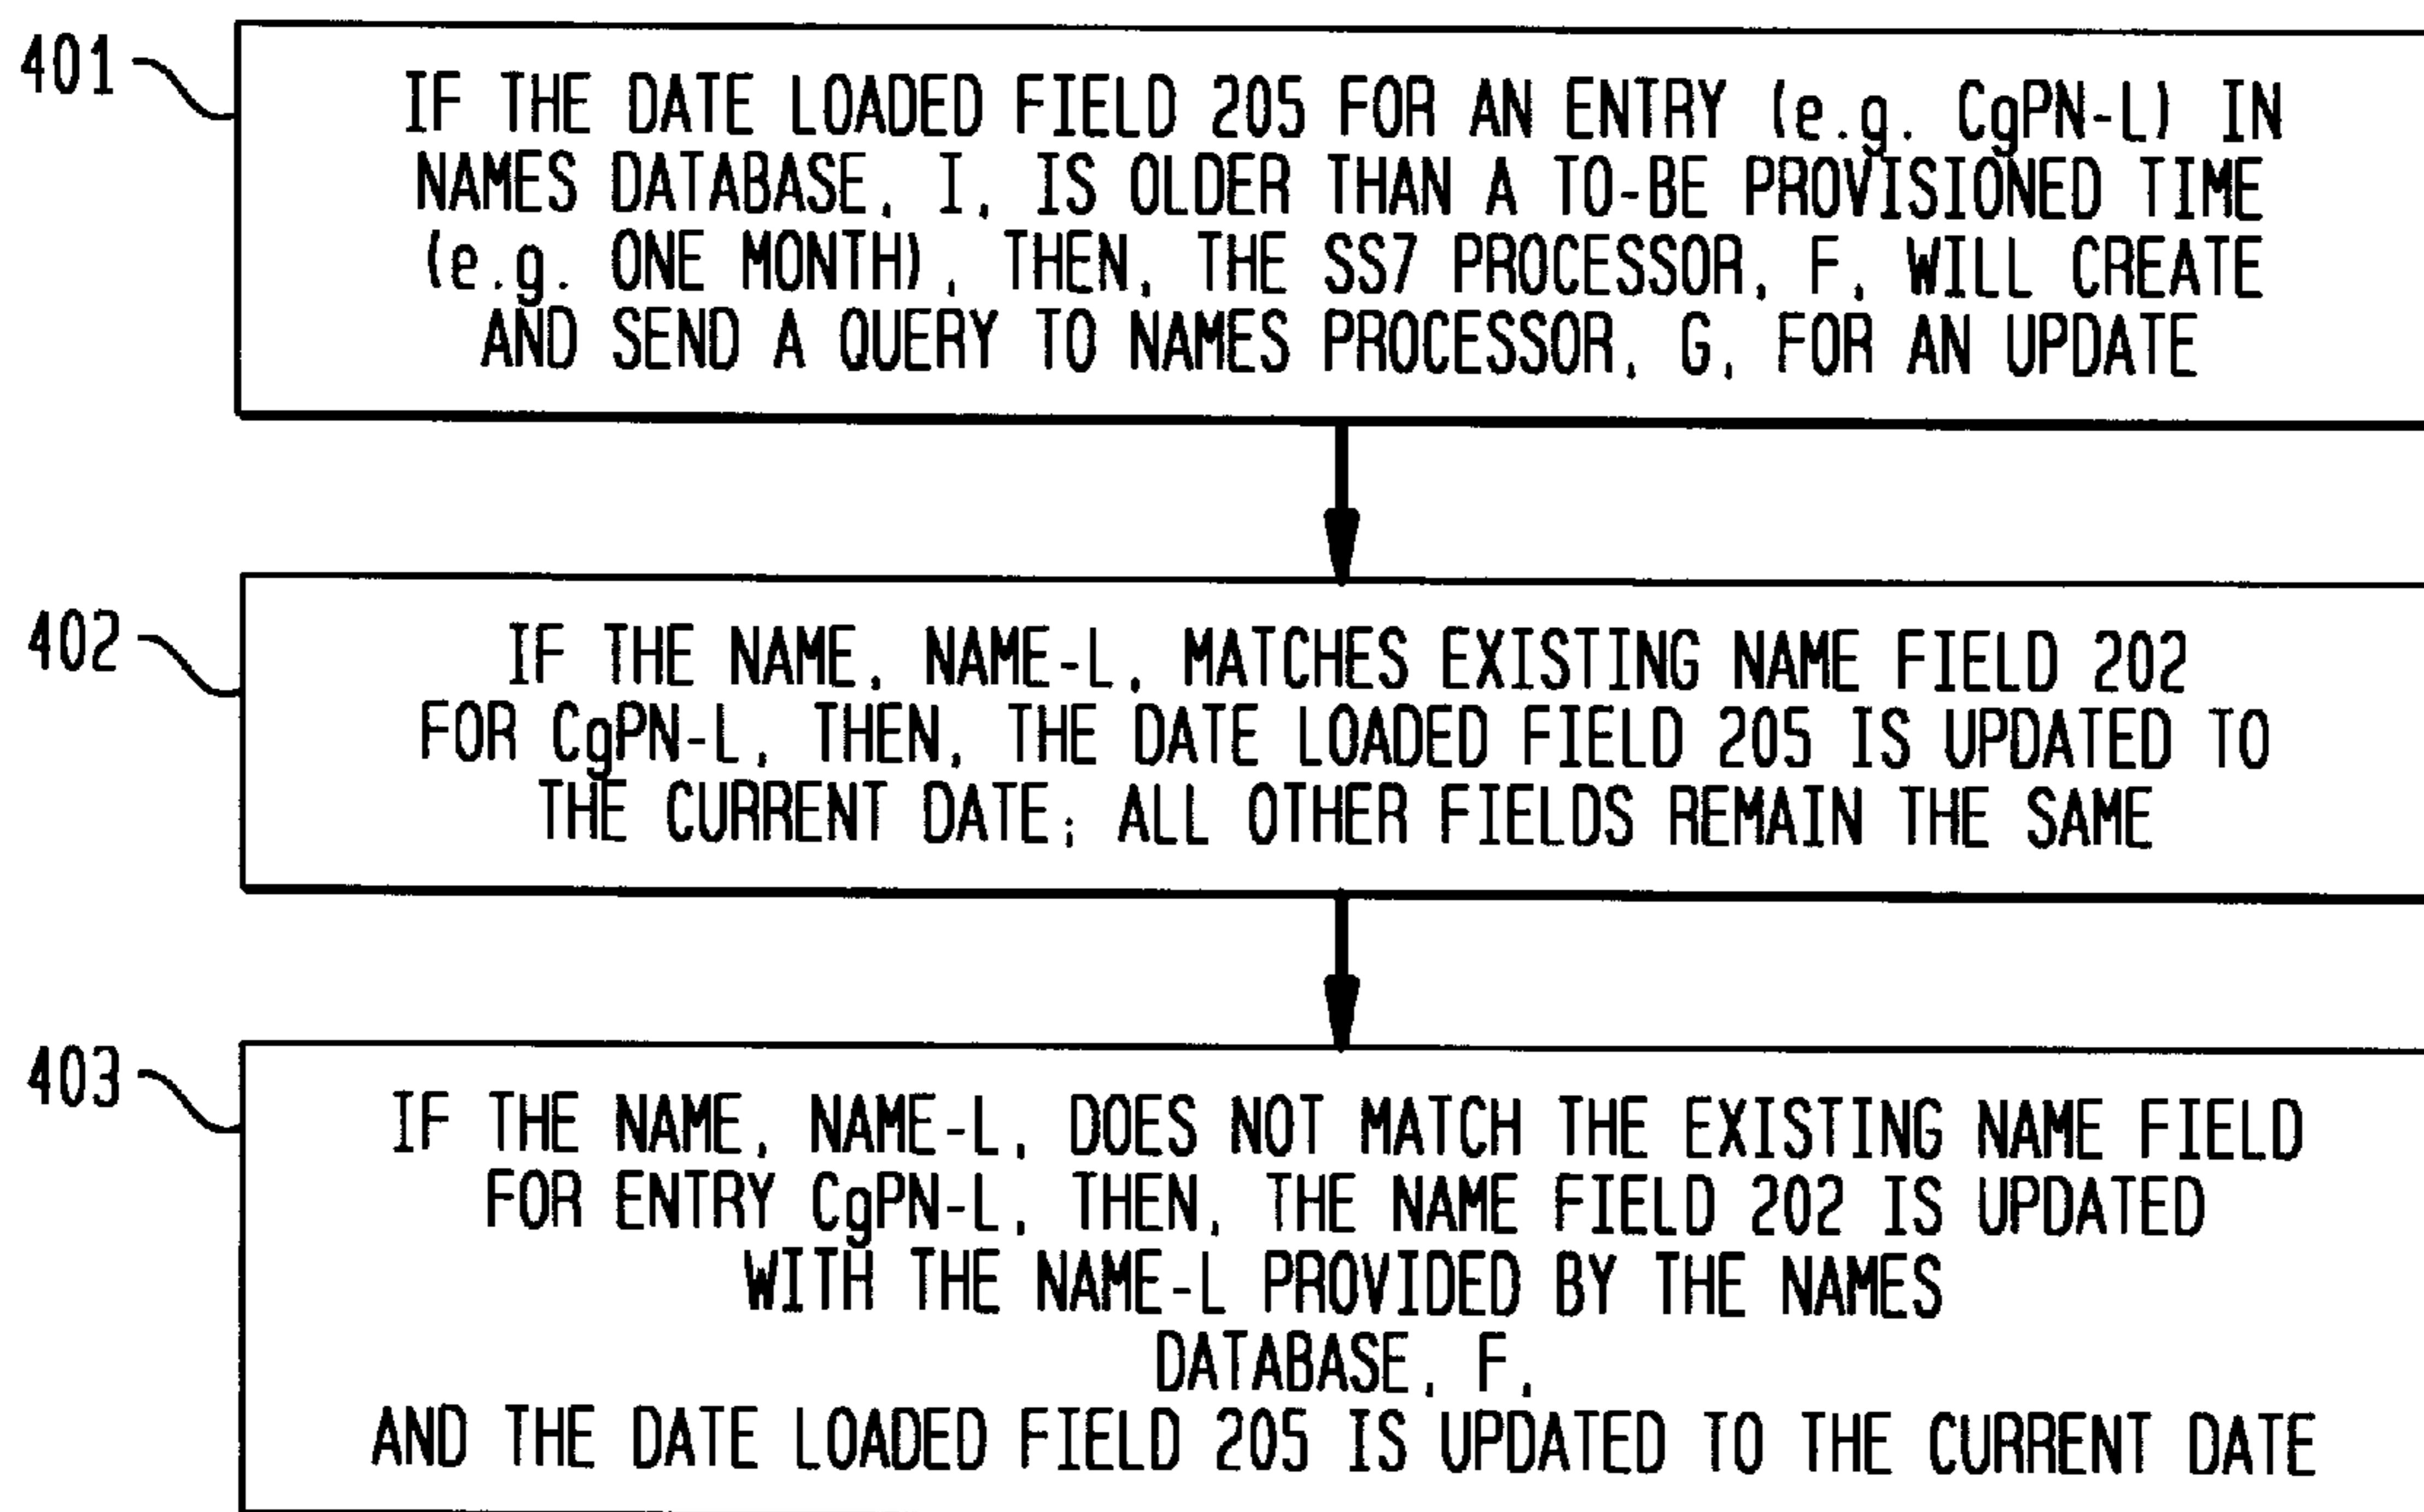 401
IF THE DATE LOADED FIELD 205 FOR AN ENTRY (e.g. CgPN-L) IN
NAMES DATABASE, I, IS OLDER THAN A TO-BE PROVISIONED TIME
(e.g. ONE MONTH), THEN, THE SS7 PROCESSOR, F, WILL CREATE
AND SEND A QUERY TO NAMES PROCESSOR, G, FOR AN UPDATE
402
IF THE NAME, NAME-L, MATCHES EXISTING NAME FIELD 202
FOR CgPN-L, THEN, THE DATE LOADED FIELD 205 IS UPDATED TO
THE CURRENT DATE; ALL OTHER FIELDS REMAIN THE SAME
403
IF THE NAME, NAME-L, DOES NOT MATCH THE EXISTING NAME FIELD
FOR ENTRY CgPN-L, THEN, THE NAME FIELD 202 IS UPDATED
WITH THE NAME-L PROVIDED BY THE NAMES
DATABASE, F,
AND THE DATE LOADED FIELD 205 IS UPDATED TO THE CURRENT DATE